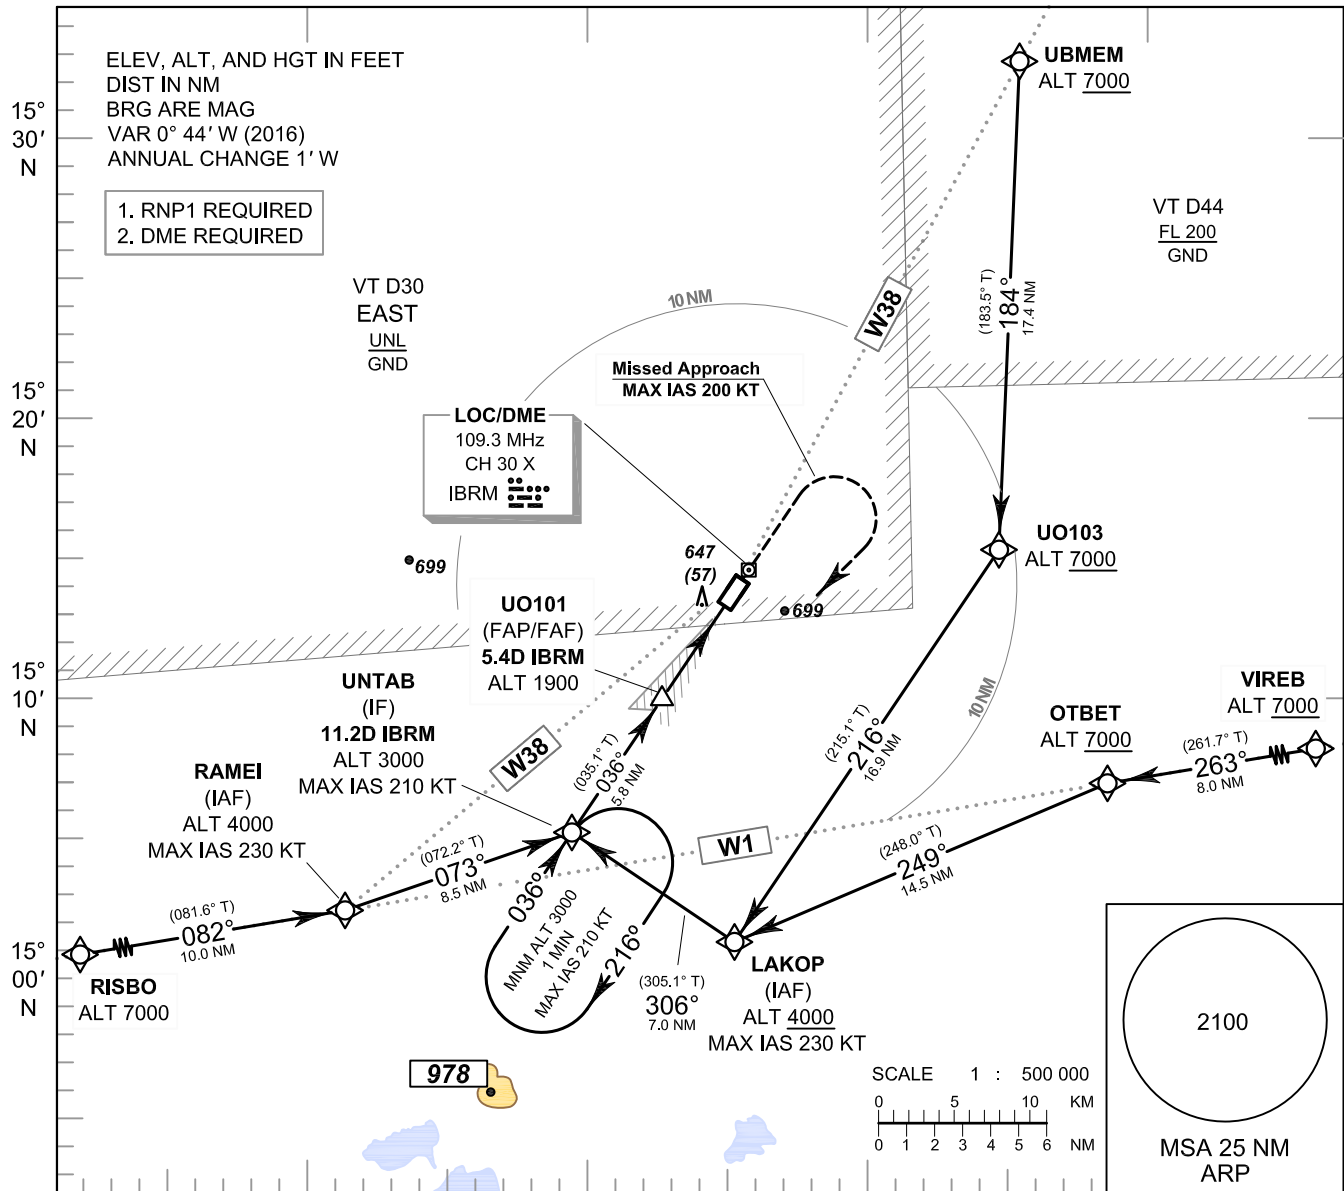 ELEV, ALT, AND HGT IN FEET
DIST IN NM
BRG ARE MAG
VAR 0° 44' W (2016)
ANNUAL CHANGE 1' W
1. RNP1 REQUIRED
2. DME REQUIRED
15°
30'
N
15°
20'
N
15°
10'
N
15°
00'
N
UBMEM
ALT 7000
VT D44
FL 200
GND
VT D30
EAST
UNL
GND
10 NM
W38
(183.5° T)
184°
17.4 NM
Missed Approach
MAX IAS 200 KT
LOC/DME
109.3 MHz
CH 30 X
IBRM
699
647
(57)
699
UO103
ALT 7000
UO101
(FAP/FAF)
5.4D IBRM
ALT 1900
UNTAB
(IF)
11.2D IBRM
ALT 3000
MAX IAS 210 KT
W38
(035.1° T)
036°
5.8 NM
(215.1° T)
216°
16.9 NM
10 NM
VIREB
ALT 7000
OTBET
ALT 7000
(261.7° T)
263°
8.0 NM
RAMEI
(IAF)
ALT 4000
MAX IAS 230 KT
(072.2° T)
073°
8.5 NM
W1
(248.0° T)
249°
14.5 NM
(081.6° T)
082°
10.0 NM
RISBO
ALT 7000
036°
MNM ALT 3000
1 MIN
MAX IAS 210 KT
216°
(305.1° T)
306°
7.0 NM
LAKOP
(IAF)
ALT 4000
MAX IAS 230 KT
978
SCALE 1 : 500 000
0 5 10 KM
0 1 2 3 4 5 6 NM
2100
MSA 25 NM
ARP